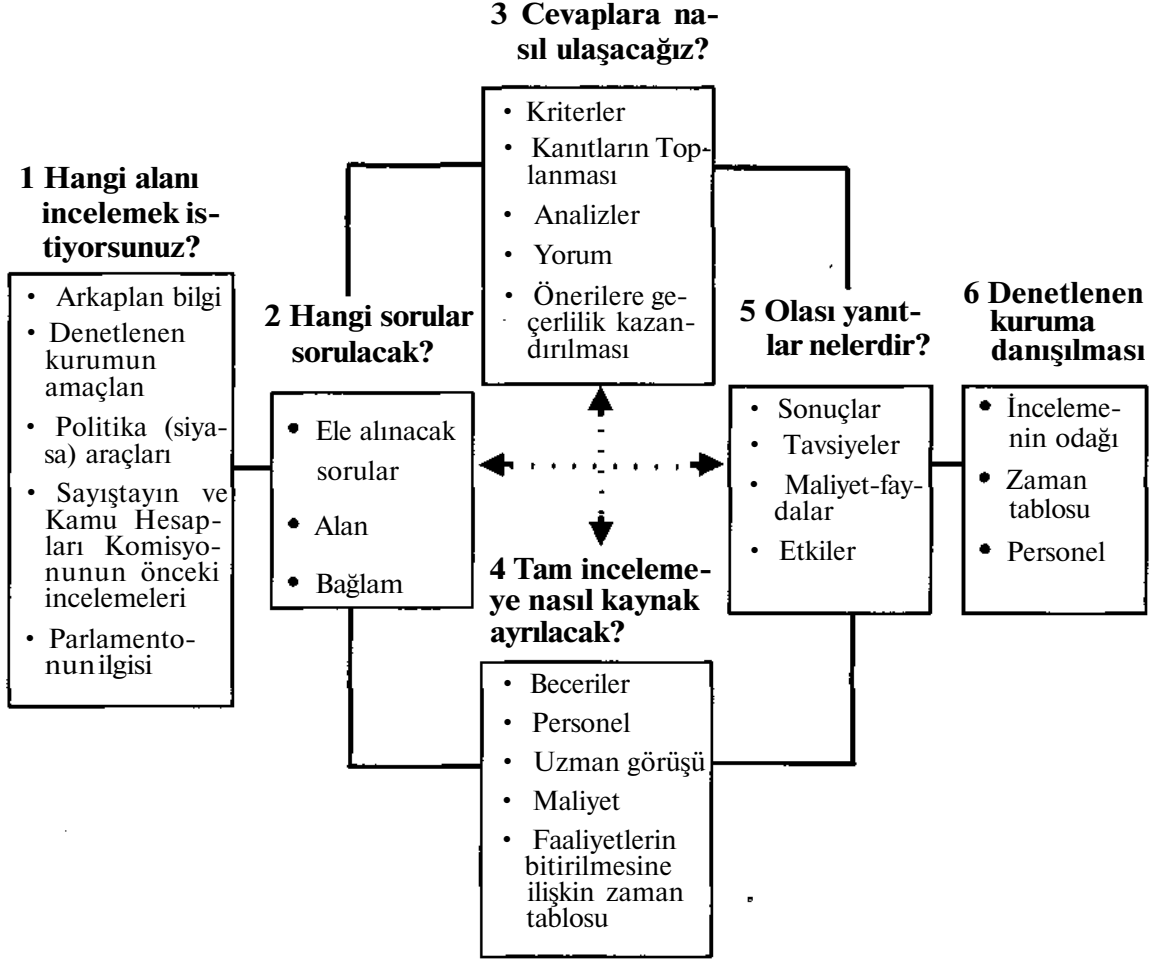 1 Hangi alanı
incelemek is-
tiyorsunuz?
• Arkaplan bilgi
• Denetlenen
kurumun
amaçlan
• Politika (siya-
sa) araçları
• Sayıştayın ve
Kamu Hesap-
ları Komisyo-
nunun önceki
incelemeleri
• Parlamento-
nun ilgisi
2 Hangi sorular
sorulacak?
• Ele alınacak
sorular
• Alan
• Bağlam
3 Cevaplara na-
sıl ulaşacağız?
• Kriterler
• Kanıtların Top-
lanması
• Analizler
• Yorum
• Önerilere ge-
çerlilik kazan-
dırılması
4 Tam inceleme-
ye nasıl kaynak
ayrılacak?
• Beceriler
• Personel
• Uzman görüşü
• Maliyet
• Faaliyetlerin
bitirilmesine
ilişkin zaman
tablosu
5 Olası yanıt-
lar nelerdir?
• Sonuçlar
• Tavsiyeler
• Maliyet-fay-
dalar
• Etkiler
6 Denetlenen
kuruma
danışılması
• İnceleme-
nin odağı
• Zaman
tablosu
• Personel